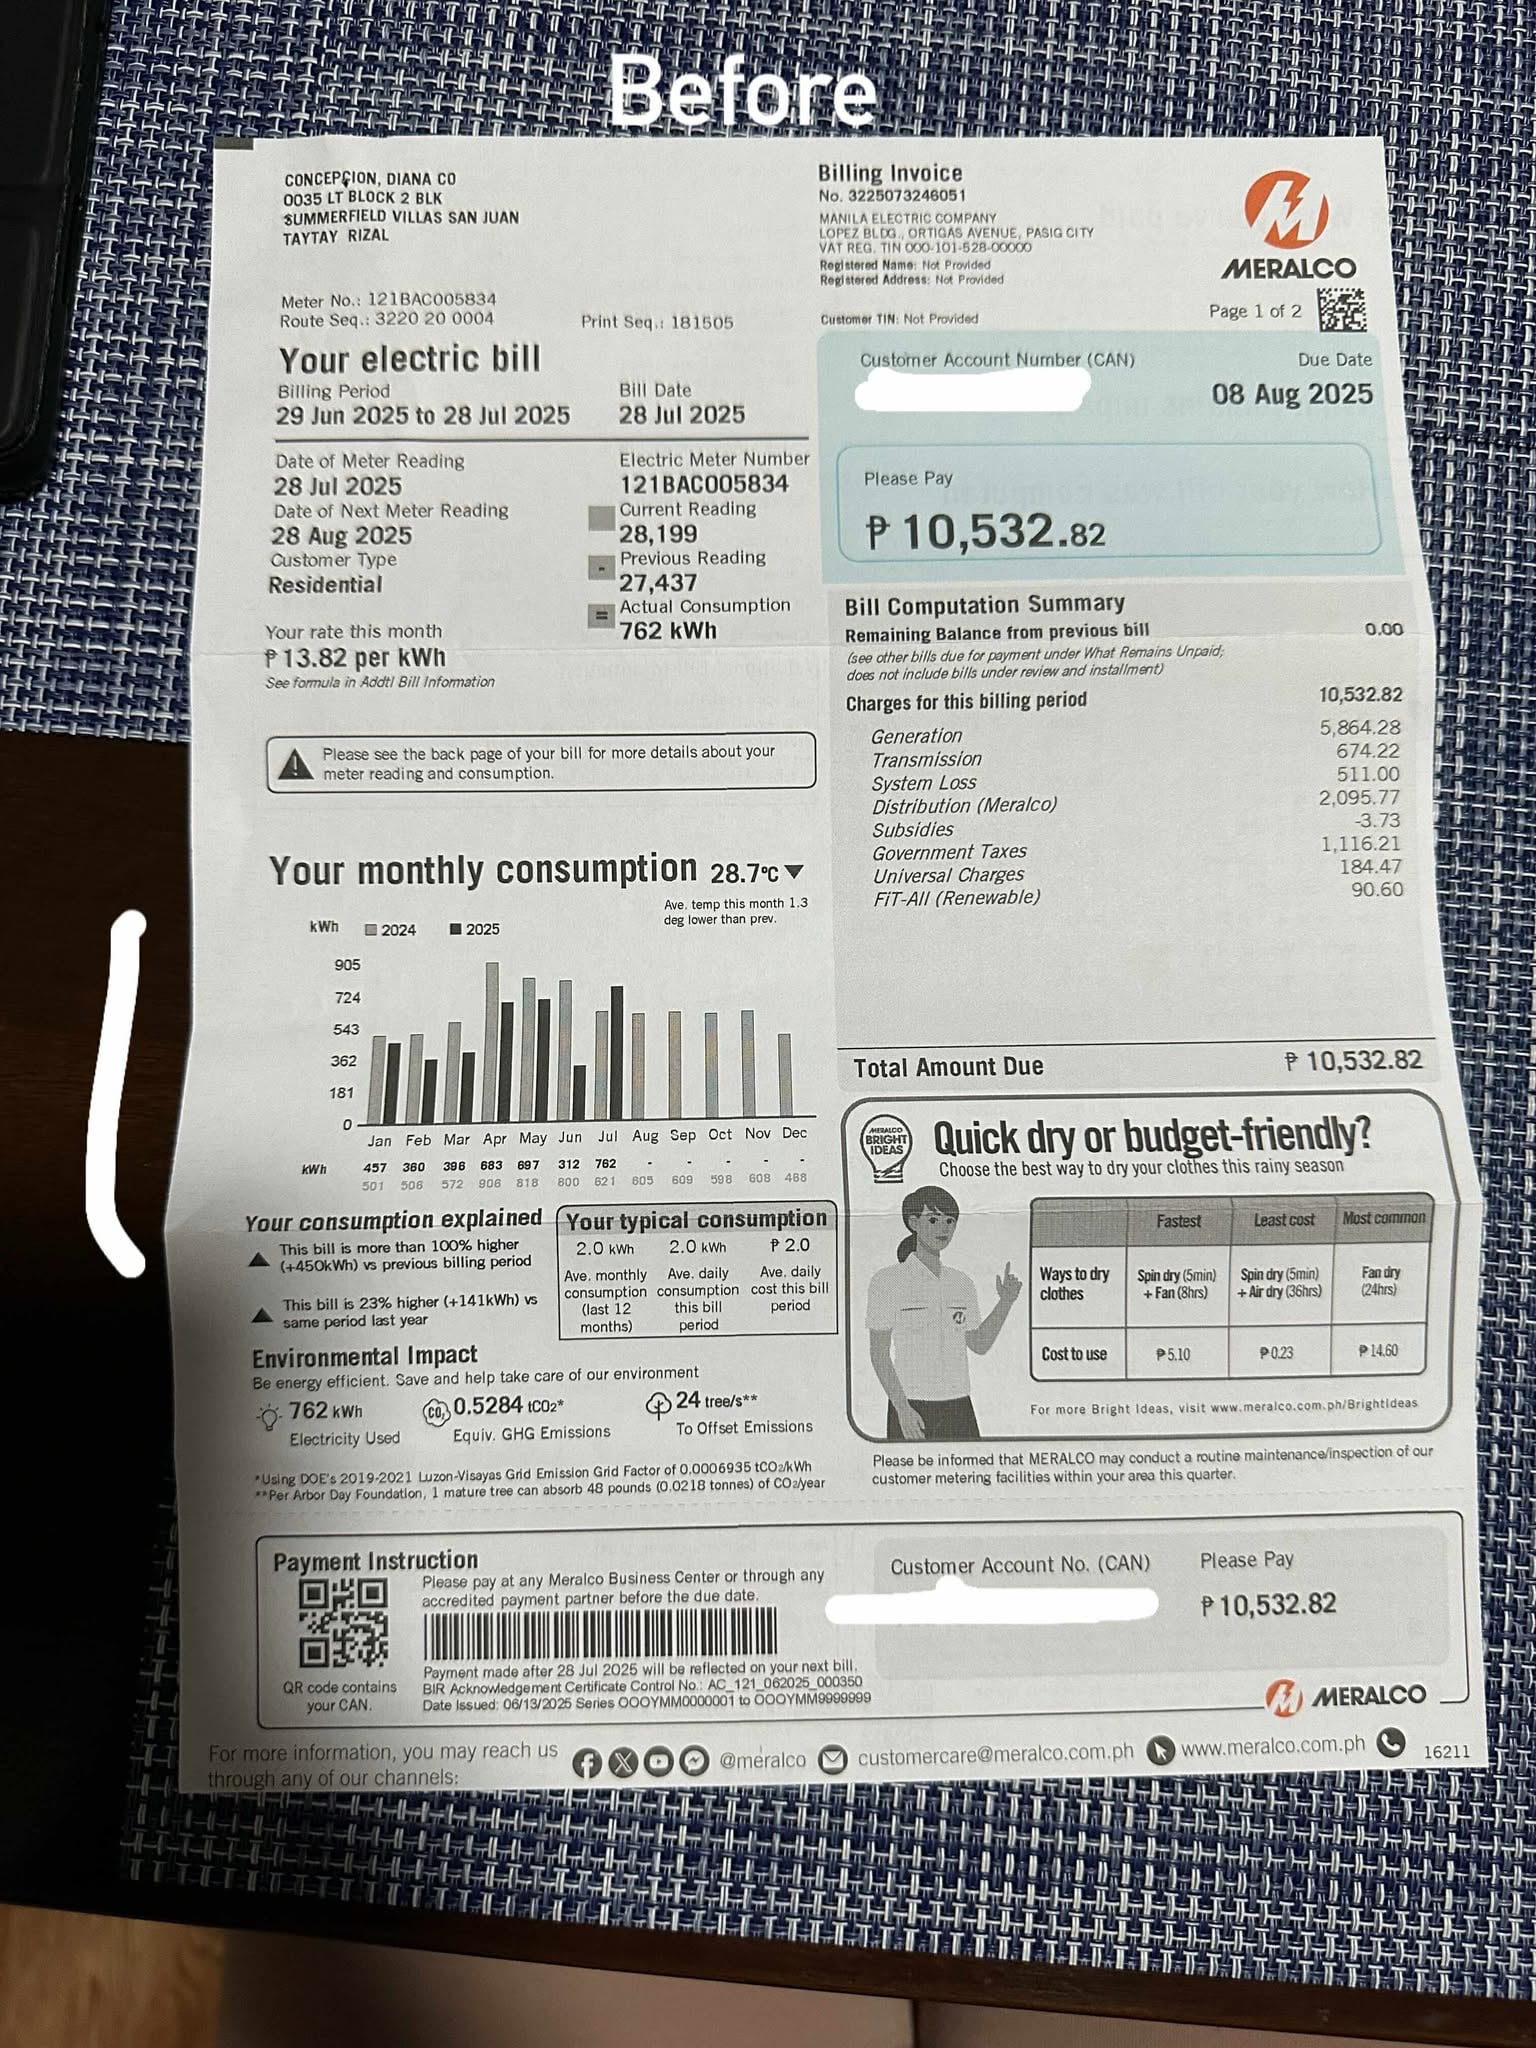 Before
CONCEPCION, DIANA CO
0035 LT BLOCK 2 BLK
SUMMERFIELD VILLAS SAN JUAN
TAYTAY RIZAL
Meter No.: 121BAC005834
Route Seq.: 3220 20 0004
Print Seq.: 181505
Billing Invoice
No. 3225073246051
MANILA ELECTRIC COMPANY
LOPEZ BLDG., ORTIGAS AVENUE, PASIG CITY
VAT REG. TIN 000-101-528-00000
Registered Name: Not Provided
Registered Address: Not Provided
Customer TIN: Not Provided
MERALCO
Page 1 of 2
Your electric bill
Billing Period
29 Jun 2025 to 28 Jul 2025
Bill Date
28 Jul 2025
Date of Meter Reading
28 Jul 2025
Date of Next Meter Reading
28 Aug 2025
Customer Type
Residential
Your rate this month
₱ 13.82 per kWh
See formula in Addtl Bill Information
Electric Meter Number
121BAC005834
Current Reading
28,199
- Previous Reading
27,437
= Actual Consumption
762 kWh
Customer Account Number (CAN)
Due Date
08 Aug 2025
Please Pay
₱ 10,532.82
Please see the back page of your bill for more details about your
meter reading and consumption.
Bill Computation Summary
Remaining Balance from previous bill 0.00
(see other bills due for payment under What Remains Unpaid;
does not include bills under review and installment)
Charges for this billing period 10,532.82
Generation 5,864.28
Transmission 674.22
System Loss 511.00
Distribution (Meralco) 2,095.77
Subsidies -3.73
Government Taxes 1,116.21
Universal Charges 184.47
FiT-All (Renewable) 90.60
Total Amount Due ₱ 10,532.82
Your monthly consumption 28.7°C ▼
Ave. temp this month 1.3
deg lower than prev.
kWh 2024 2025
905
724
543
362
181
0
Jan Feb Mar Apr May Jun Jul Aug Sep Oct Nov Dec
kWh 457 360 396 683 697 312 762 - - - - -
501 506 572 906 818 800 621 605 609 598 608 468
Your consumption explained
This bill is more than 100% higher
(+450kWh) vs previous billing period
This bill is 23% higher (+141kWh) vs
same period last year
Your typical consumption
2.0 kWh 2.0 kWh ₱ 2.0
Ave. monthly
consumption
(last 12
months)
Ave. daily
consumption
this bill
period
Ave. daily
cost this bill
period
Environmental Impact
Be energy efficient. Save and help take care of our environment
762 kWh
Electricity Used
CO₂ 0.5284 tCO2*
Equiv. GHG Emissions
24 tree/s**
To Offset Emissions
*Using DOE's 2019-2021 Luzon-Visayas Grid Emission Grid Factor of 0.0006935 tCO2/kWh
**Per Arbor Day Foundation, 1 mature tree can absorb 48 pounds (0.0218 tonnes) of CO2/year
MERALCO
BRIGHT
IDEAS
Quick dry or budget-friendly?
Choose the best way to dry your clothes this rainy season
Fastest Least cost Most common
Ways to dry
clothes
Spin dry (5min)
+ Fan (8hrs)
Spin dry (5min)
+ Air dry (36hrs)
Fan dry
(24hrs)
Cost to use ₱5.10 ₱0.23 ₱14.60
For more Bright Ideas, visit www.meralco.com.ph/BrightIdeas
Please be informed that MERALCO may conduct a routine maintenance/inspection of our
customer metering facilities within your area this quarter.
Payment Instruction
Please pay at any Meralco Business Center or through any
accredited payment partner before the due date.
QR code contains
your CAN.
Payment made after 28 Jul 2025 will be reflected on your next bill.
BIR Acknowledgement Certificate Control No.: AC_121_062025_000350
Date Issued: 06/13/2025 Series OOOYMM0000001 to OOOYMM9999999
Customer Account No. (CAN)
Please Pay
₱ 10,532.82
MERALCO
For more information, you may reach us
through any of our channels:
@meralco
customercare@meralco.com.ph
www.meralco.com.ph
16211